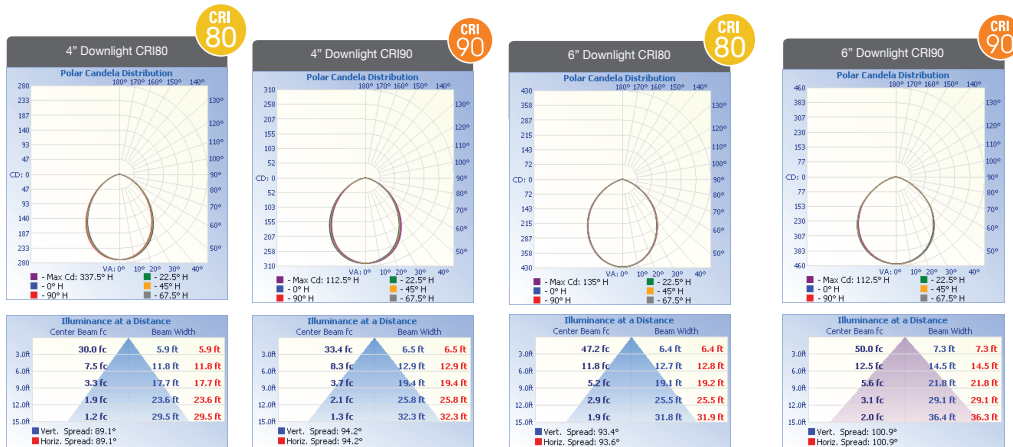 CRI
80
4” Downlight CRI80
Polar Candela Distribution
180° 170° 160° 150° 140°
280
233
187
140
93
47
CD: 0
47
93
140
187
233
280
130°
120°
110°
100°
90°
80°
70°
60°
50°
VA: 0° 10° 20° 30° 40°
- Max Cd: 337.5° H
- 0° H
- 90° H
- 22.5° H
- 45° H
- 67.5° H
Illuminance at a Distance
Center Beam fc Beam Width
3.0ft 30.0 fc 5.9 ft 5.9 ft
6.0ft 7.5 fc 11.8 ft 11.8 ft
9.0ft 3.3 fc 17.7 ft 17.7 ft
12.0ft 1.9 fc 23.6 ft 23.6 ft
15.0ft 1.2 fc 29.5 ft 29.5 ft
Vert. Spread: 89.1°
Horiz. Spread: 89.1°
CRI
90
4” Downlight CRI90
Polar Candela Distribution
180° 170° 160° 150° 140°
310
258
207
155
103
52
CD: 0
52
103
155
207
258
310
130°
120°
110°
100°
90°
80°
70°
60°
50°
VA: 0° 10° 20° 30° 40°
- Max Cd: 112.5° H
- 0° H
- 90° H
- 22.5° H
- 45° H
- 67.5° H
Illuminance at a Distance
Center Beam fc Beam Width
3.0ft 33.4 fc 6.5 ft 6.5 ft
6.0ft 8.3 fc 12.9 ft 12.9 ft
9.0ft 3.7 fc 19.4 ft 19.4 ft
12.0ft 2.1 fc 25.8 ft 25.8 ft
15.0ft 1.3 fc 32.3 ft 32.3 ft
Vert. Spread: 94.2°
Horiz. Spread: 94.2°
CRI
80
6” Downlight CRI80
Polar Candela Distribution
180° 170° 160° 150° 140°
430
358
287
215
143
72
CD: 0
72
143
215
287
358
430
130°
120°
110°
100°
90°
80°
70°
60°
50°
VA: 0° 10° 20° 30° 40°
- Max Cd: 135° H
- 0° H
- 90° H
- 22.5° H
- 45° H
- 67.5° H
Illuminance at a Distance
Center Beam fc Beam Width
3.0ft 47.2 fc 6.4 ft 6.4 ft
6.0ft 11.8 fc 12.7 ft 12.8 ft
9.0ft 5.2 fc 19.1 ft 19.2 ft
12.0ft 2.9 fc 25.5 ft 25.5 ft
15.0ft 1.9 fc 31.8 ft 31.9 ft
Vert. Spread: 93.4°
Horiz. Spread: 93.6°
CRI
90
6” Downlight CRI90
Polar Candela Distribution
180° 170° 160° 150° 140°
460
383
307
230
153
77
CD: 0
77
153
230
307
383
460
130°
120°
110°
100°
90°
80°
70°
60°
50°
VA: 0° 10° 20° 30° 40°
- Max Cd: 112.5° H
- 0° H
- 90° H
- 22.5° H
- 45° H
- 67.5° H
Illuminance at a Distance
Center Beam fc Beam Width
3.0ft 50.0 fc 7.3 ft 7.3 ft
6.0ft 12.5 fc 14.5 ft 14.5 ft
9.0ft 5.6 fc 21.8 ft 21.8 ft
12.0ft 3.1 fc 29.1 ft 29.1 ft
15.0ft 2.0 fc 36.4 ft 36.3 ft
Vert. Spread: 100.9°
Horiz. Spread: 100.9°